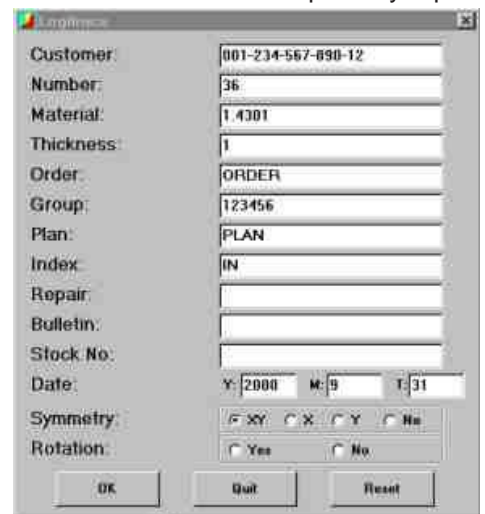 Customer: 001-234-567-890-12
Number: 36
Material: 1.4301
Thickness: 1
Order: ORDER
Group: 123456
Plan: PLAN
Index: IN
Repair:
Bulletin:
Stock No:
Date: Y: 2000 M: 9 T: 31
Symmetry: XY X Y No
Rotation: Yes No
OK Quit Reset